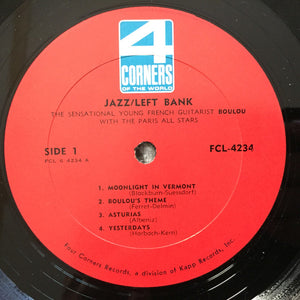 4
CORNERS
OF THE WORLD
JAZZ/LEFT BANK
THE SENSATIONAL YOUNG FRENCH GUITARIST BOULOU
WITH THE PARIS ALL STARS
SIDE 1
FCL-4234
FCL G 4234 A
1. MOONLIGHT IN VERMONT
(Blackburn-Suessdorf)
2. BOULOU'S THEME
(Ferret-Delmin)
3. ASTURIAS
(Albeniz)
4. YESTERDAYS
(Harbach-Kern)
Four Corners Records, a division of Kapp Records, Inc.